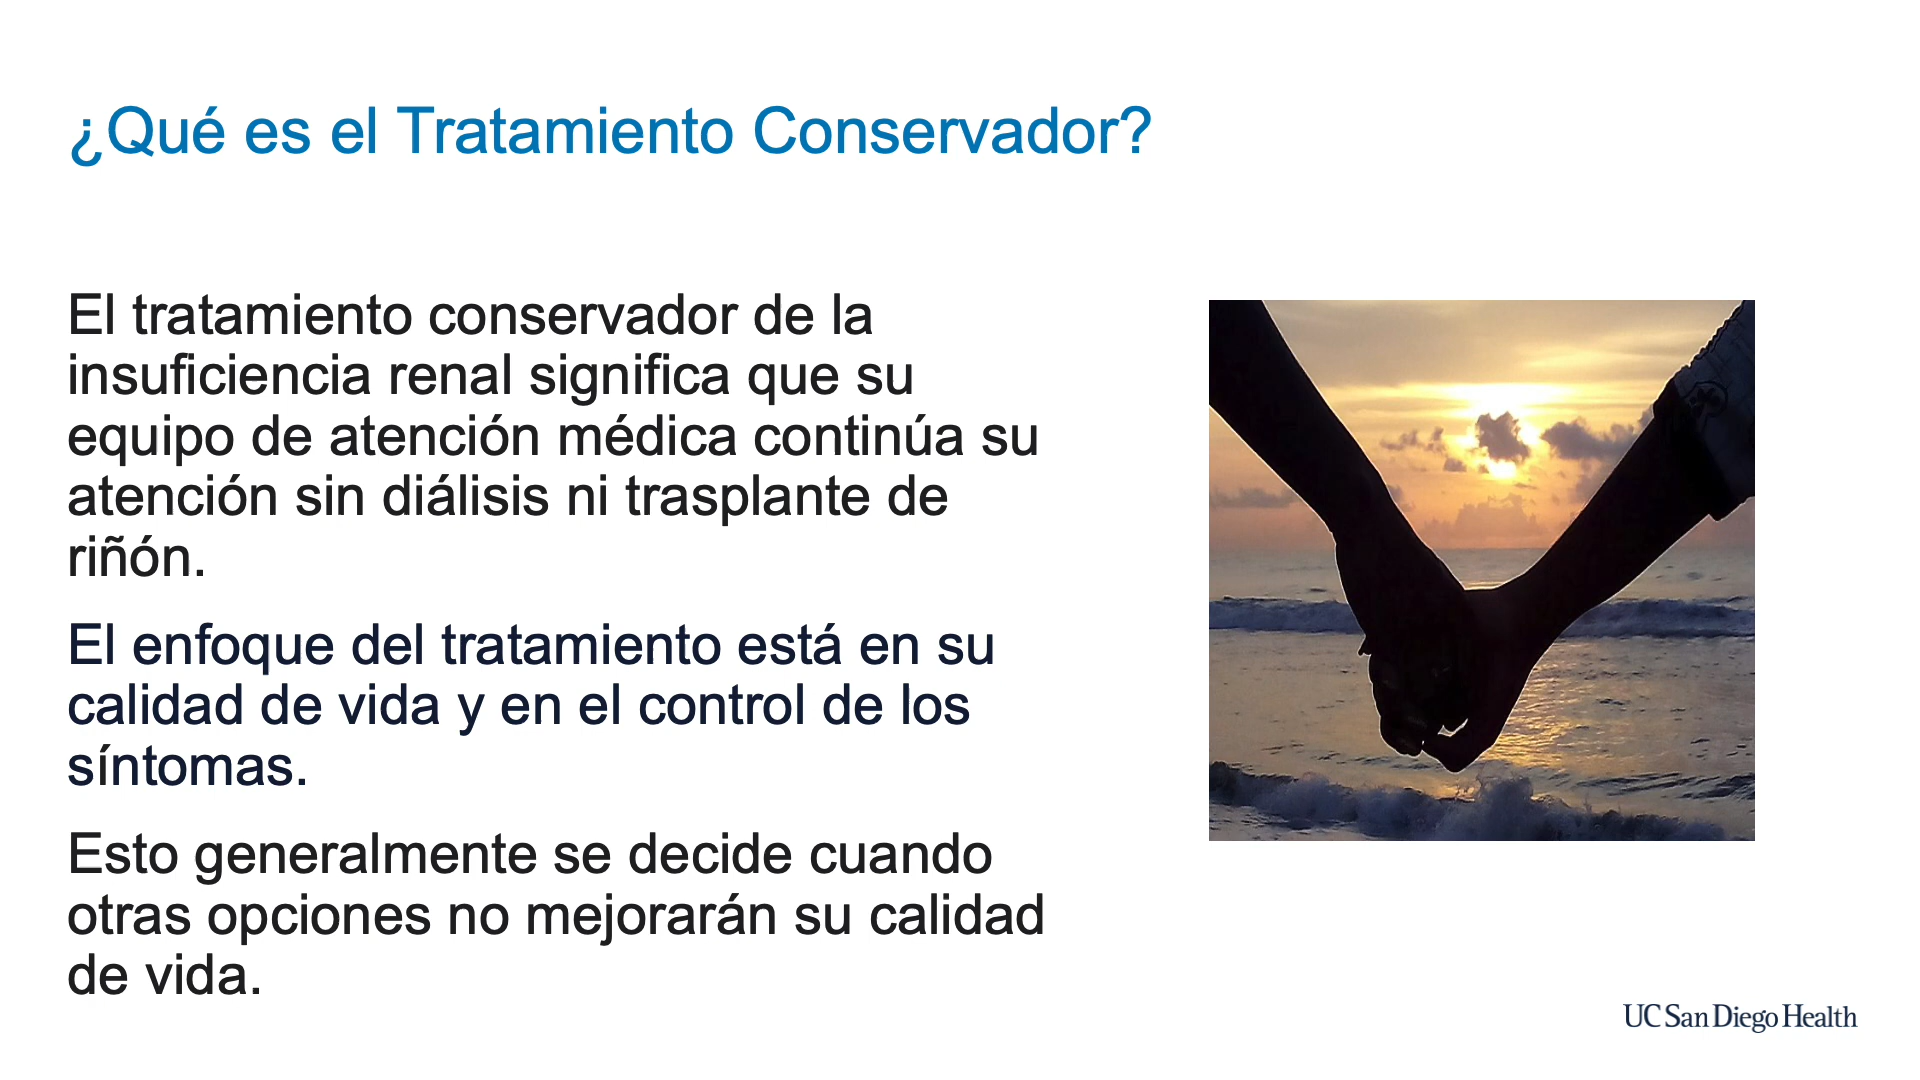 ¿Qué es el Tratamiento Conservador?
El tratamiento conservador de la
insuficiencia renal significa que su
equipo de atención médica continúa su
atención sin diálisis ni trasplante de
riñón.
El enfoque del tratamiento está en su
calidad de vida y en el control de los
síntomas.
Esto generalmente se decide cuando
otras opciones no mejorarán su calidad
de vida.
UC San Diego Health